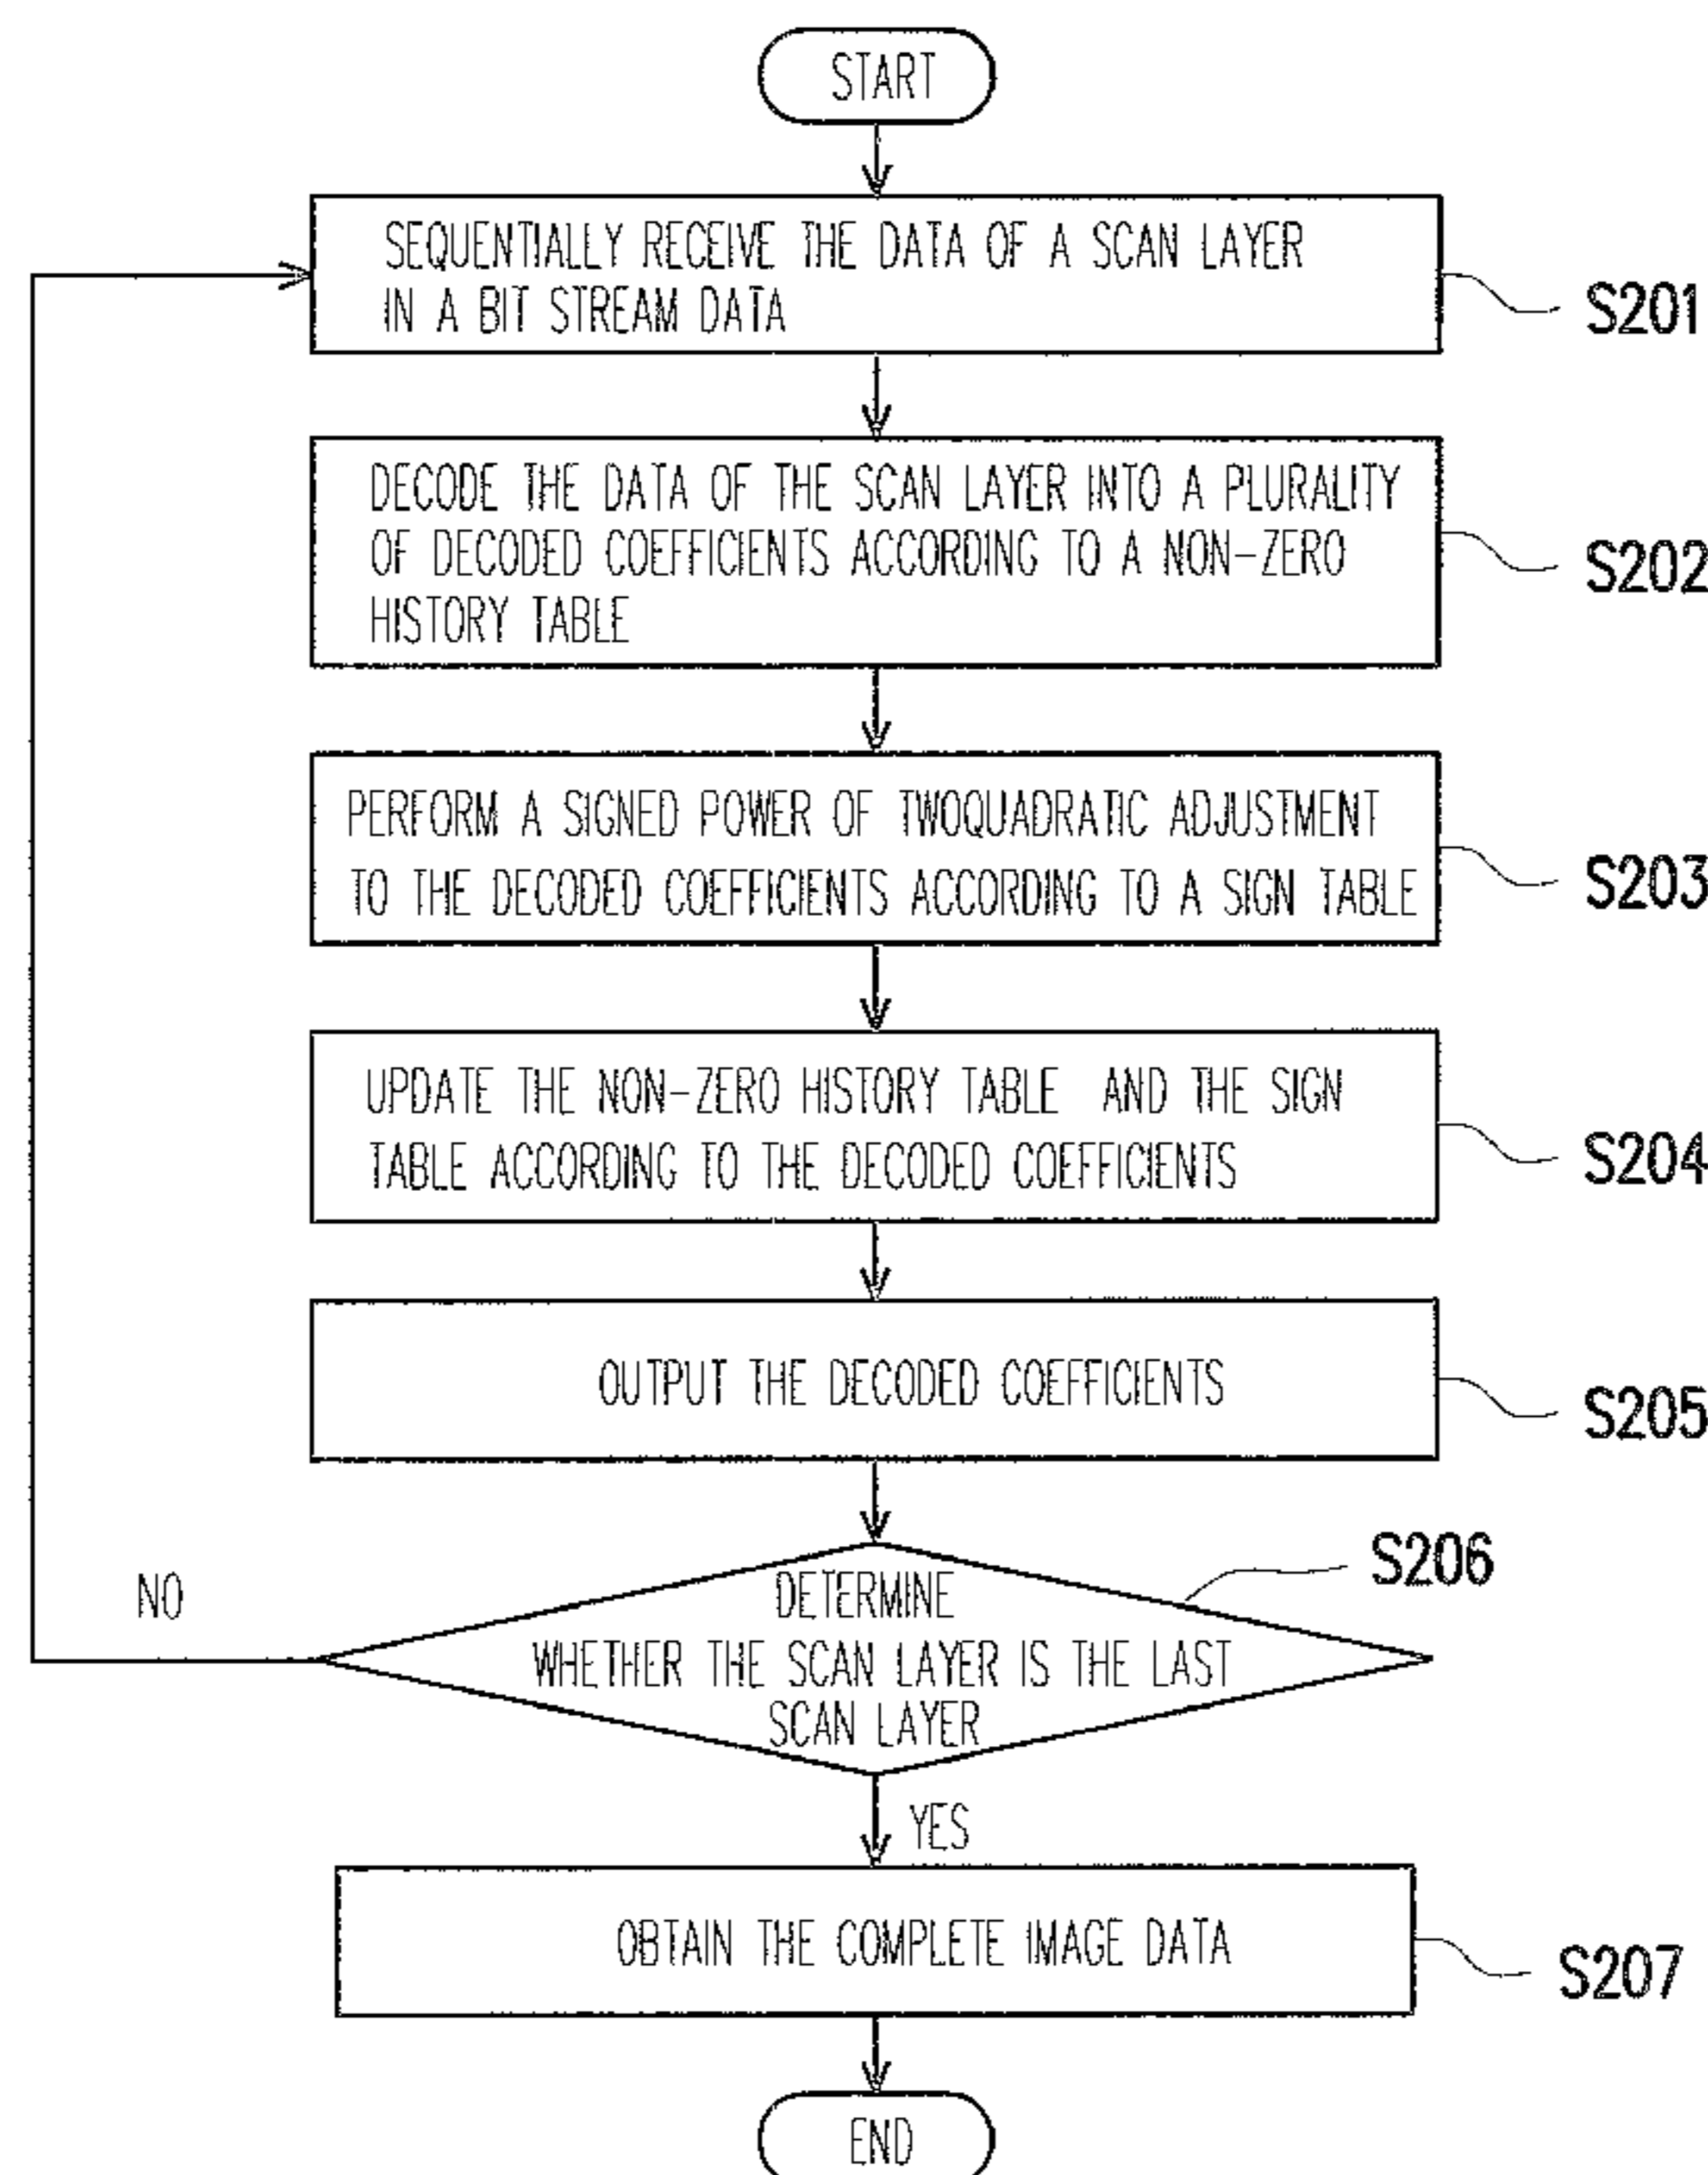 START
SEQUENTIALLY RECEIVE THE DATA OF A SCAN LAYER
IN A BIT STREAM DATA
S201
DECODE THE DATA OF THE SCAN LAYER INTO A PLURALITY
OF DECODED COEFFICIENTS ACCORDING TO A NON-ZERO
HISTORY TABLE
S202
PERFORM A SIGNED POWER OF TWOQUADRATIC ADJUSTMENT
TO THE DECODED COEFFICIENTS ACCORDING TO A SIGN TABLE
S203
UPDATE THE NON-ZERO HISTORY TABLE AND THE SIGN
TABLE ACCORDING TO THE DECODED COEFFICIENTS
S204
OUTPUT THE DECODED COEFFICIENTS
S205
S206
NO
DETERMINE
WHETHER THE SCAN LAYER IS THE LAST
SCAN LAYER
YES
OBTAIN THE COMPLETE IMAGE DATA
S207
END